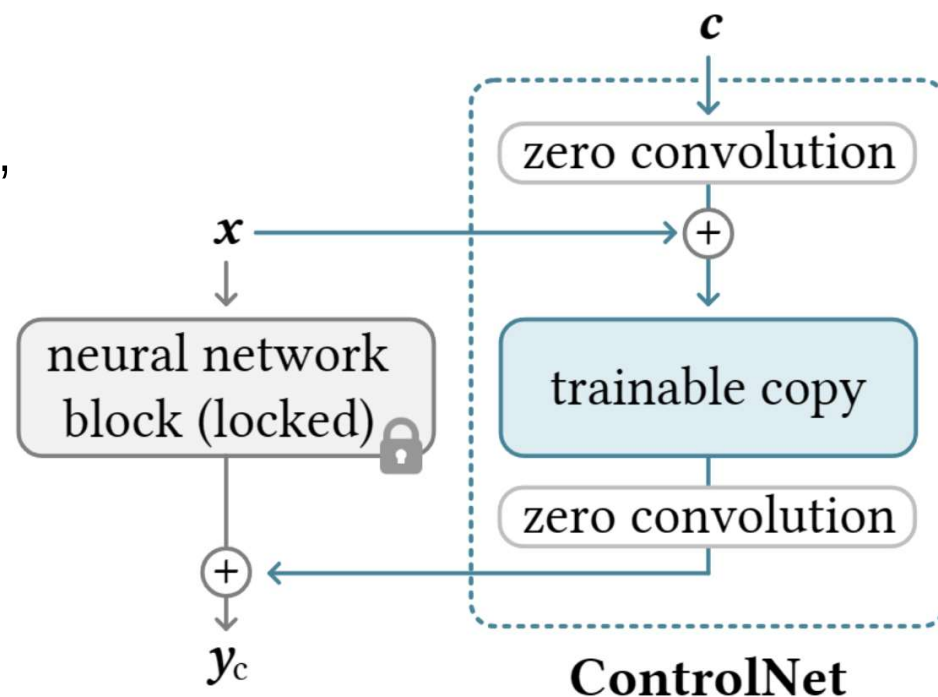 c
zero convolution
,
x
+
neural network
block (locked)
trainable copy
zero convolution
+
yc
ControlNet